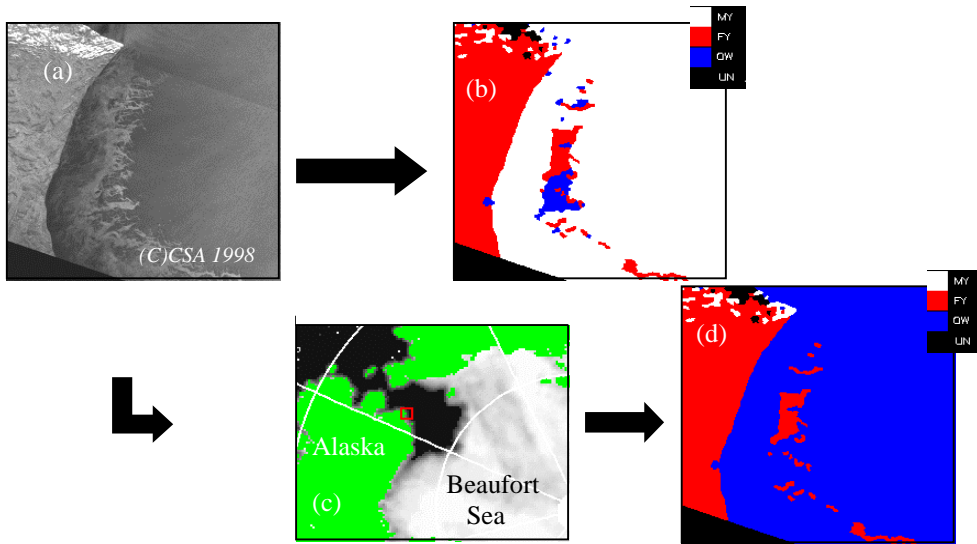 (a)
(C)CSA 1998
(b)
MY
FY
OW
UN
(c)
Alaska
Beaufort
Sea
(d)
MY
FY
OW
UN